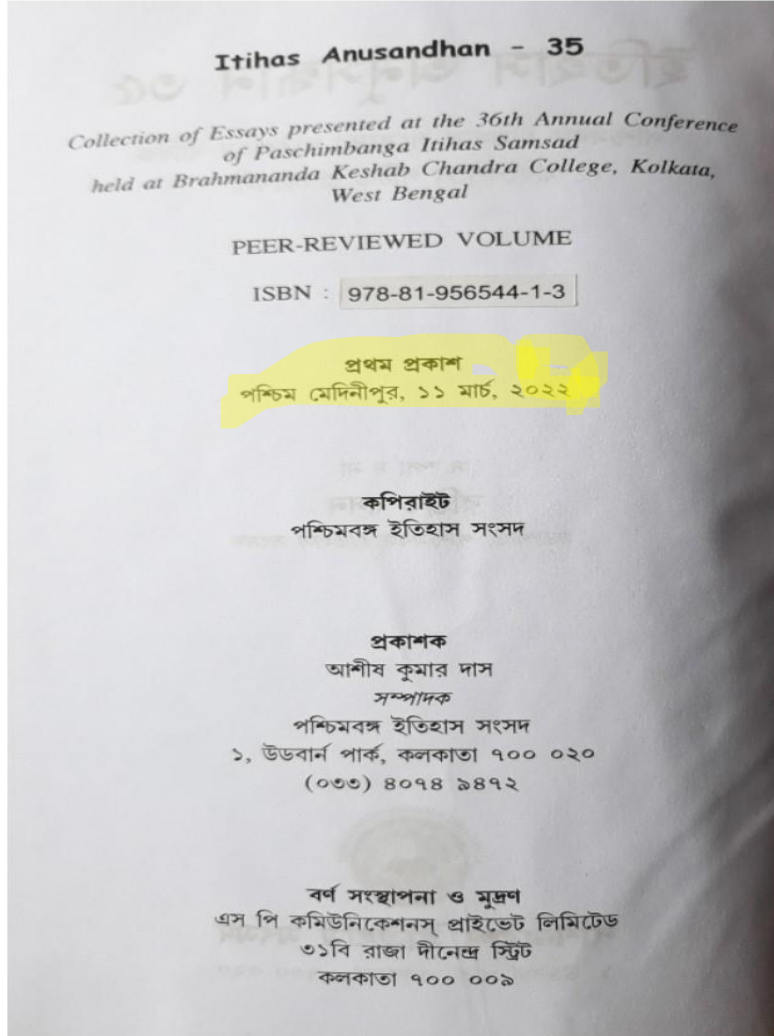 Itihas Anusandhan - 35
Collection of Essays presented at the 36th Annual Conference
of Paschimbanga Itihas Samsad
held at Brahmananda Keshab Chandra College, Kolkata,
West Bengal
PEER-REVIEWED VOLUME
ISBN : 978-81-956544-1-3
প্রথম প্রকাশ
পশ্চিম মেদিনীপুর, ১১ মার্চ, ২০২২
কপিরাইট
পশ্চিমবঙ্গ ইতিহাস সংসদ
প্রকাশক
আশীষ কুমার দাস
সম্পাদক
পশ্চিমবঙ্গ ইতিহাস সংসদ
১, উডবার্ন পার্ক, কলকাতা ৭০০ ০২০
(০৩৩) ৪০৭৪ ৯৪৭২
বর্ণ সংস্থাপনা ও মুদ্রণ
এস পি কমিউনিকেশনস্ প্রাইভেট লিমিটেড
৩১বি রাজা দীনেন্দ্র স্ট্রিট
কলকাতা ৭০০ ০০৯